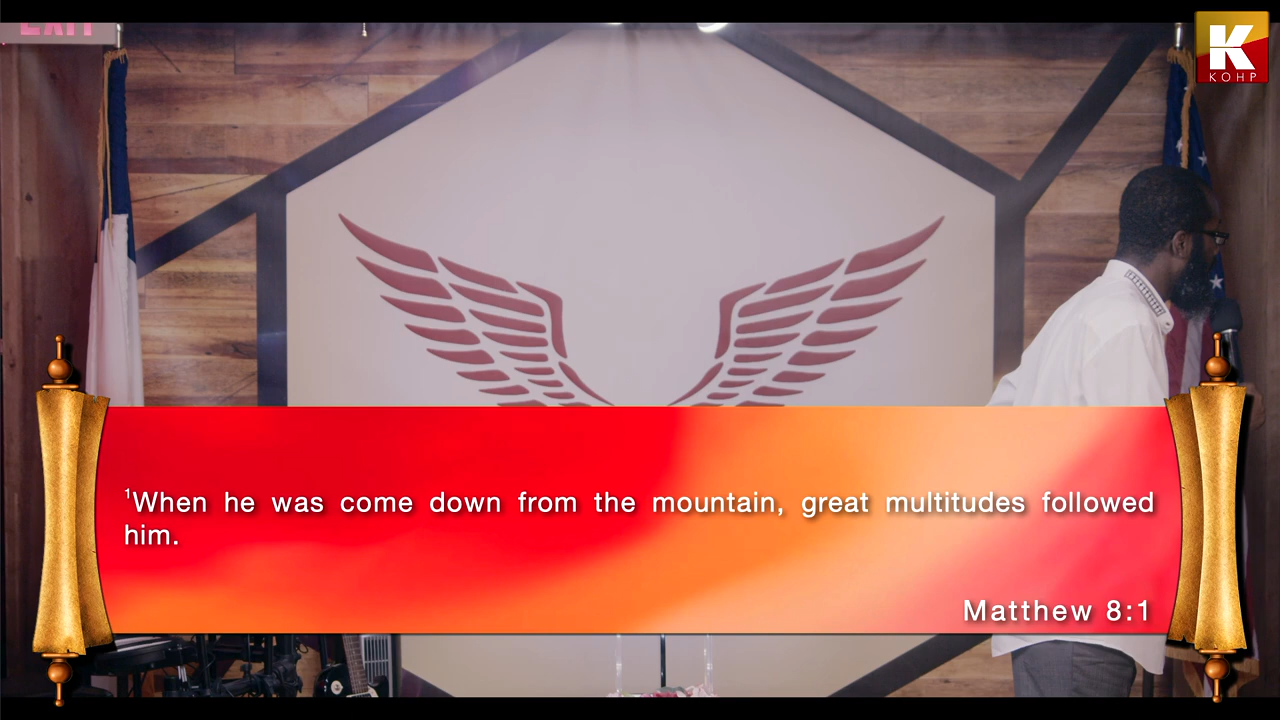 EXIT
K
KOHP
¹When he was come down from the mountain, great multitudes followed
him.
Matthew 8:1